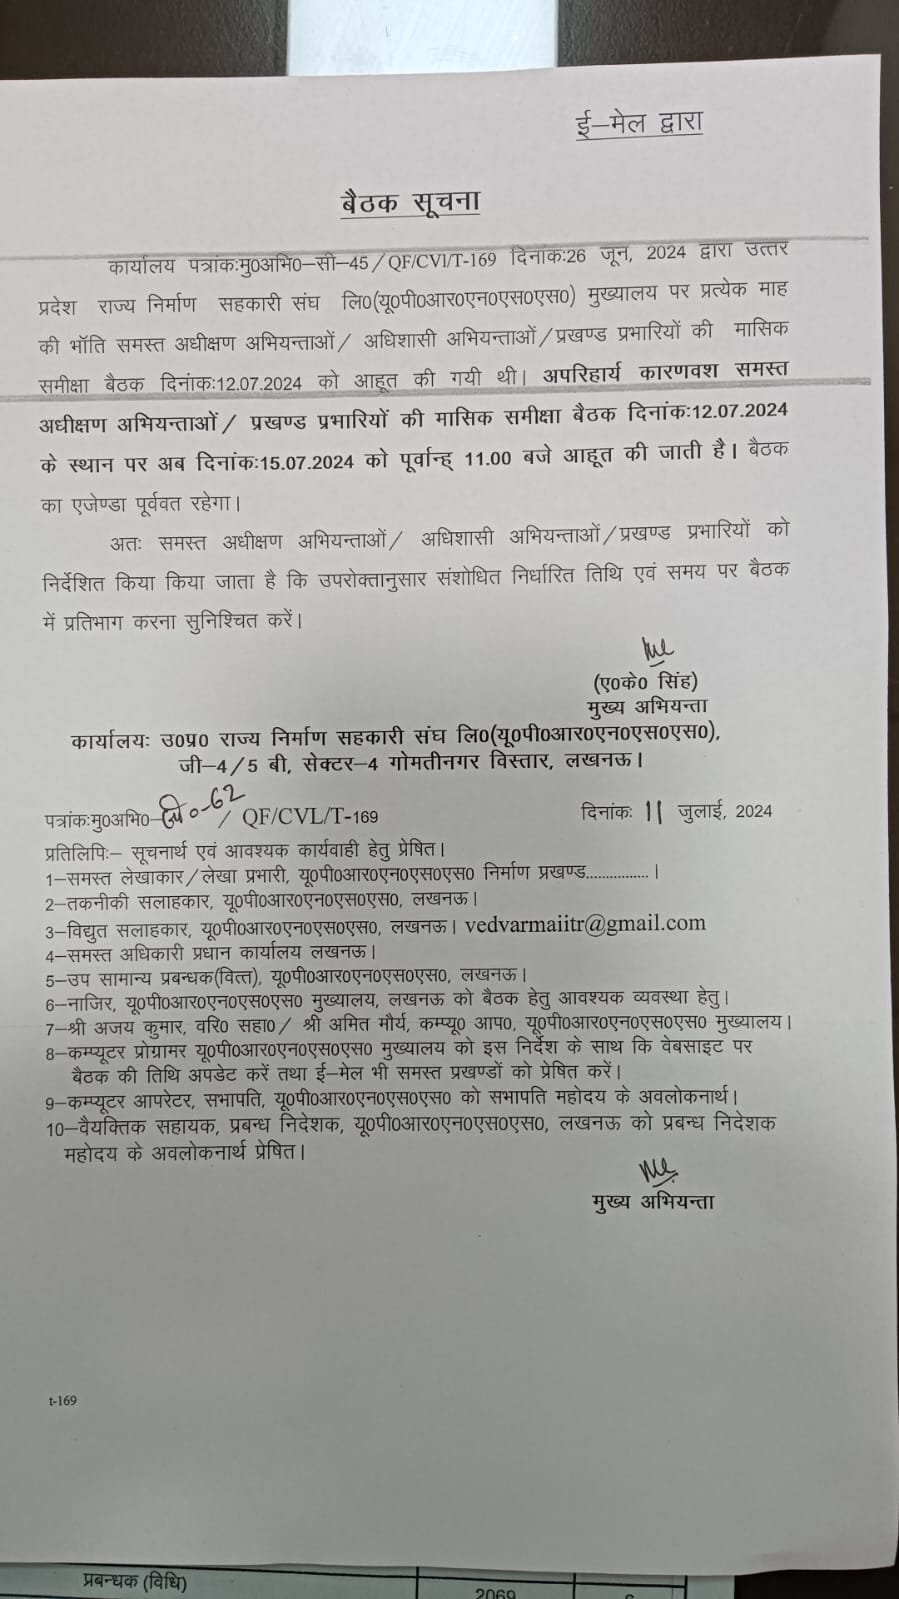 ई–मेल द्वारा
बैठक सूचना
कार्यालय पत्रांक:मु0अभि0–सी–45/QF/CVI/T-169 दिनांक:26 जून, 2024 द्वारा उत्तर
प्रदेश राज्य निर्माण सहकारी संघ लि0(यू0पी0आर0एन0एस0एस0) मुख्यालय पर प्रत्येक माह
की भॉति समस्त अधीक्षण अभियन्ताओं/ अधिशासी अभियन्ताओं/प्रखण्ड प्रभारियों की मासिक
समीक्षा बैठक दिनांक:12.07.2024 को आहूत की गयी थी। अपरिहार्य कारणवश समस्त
अधीक्षण अभियन्ताओं/ प्रखण्ड प्रभारियों की मासिक समीक्षा बैठक दिनांक:12.07.2024
के स्थान पर अब दिनांक:15.07.2024 को पूर्वान्ह् 11.00 बजे आहूत की जाती है। बैठक
का एजेण्डा पूर्ववत रहेगा।
अतः समस्त अधीक्षण अभियन्ताओं/ अधिशासी अभियन्ताओं/प्रखण्ड प्रभारियों को
निर्देशित किया किया जाता है कि उपरोक्तानुसार संशोधित निर्धारित तिथि एवं समय पर बैठक
में प्रतिभाग करना सुनिश्चित करें।
(ए0के0 सिंह)
मुख्य अभियन्ता
कार्यालयः उ0प्र0 राज्य निर्माण सहकारी संघ लि0(यू0पी0आर0एन0एस0एस0),
जी–4/5 बी, सेक्टर–4 गोमतीनगर विस्तार, लखनऊ।
पत्रांक:मु0अभि0–सी0-62/ QF/CVL/T-169 दिनांकः 11 जुलाई, 2024
प्रतिलिपिः– सूचनार्थ एवं आवश्यक कार्यवाही हेतु प्रेषित।
1–समस्त लेखाकार/लेखा प्रभारी, यू0पी0आर0एन0एस0एस0 निर्माण प्रखण्ड................।
2–तकनीकी सलाहकार, यू0पी0आर0एन0एस0एस0, लखनऊ।
3–विद्युत सलाहकार, यू0पी0आर0एन0एस0एस0, लखनऊ। vedvarmaiitr@gmail.com
4–समस्त अधिकारी प्रधान कार्यालय लखनऊ।
5–उप सामान्य प्रबन्धक(वित्त), यू0पी0आर0एन0एस0एस0, लखनऊ।
6–नाजिर, यू0पी0आर0एन0एस0एस0 मुख्यालय, लखनऊ को बैठक हेतु आवश्यक व्यवस्था हेतु।
7–श्री अजय कुमार, वरि0 सहा0/ श्री अमित मौर्य, कम्प्यू0 आप0, यू0पी0आर0एन0एस0एस0 मुख्यालय।
8–कम्प्यूटर प्रोग्रामर यू0पी0आर0एन0एस0एस0 मुख्यालय को इस निर्देश के साथ कि वेबसाइट पर
बैठक की तिथि अपडेट करें तथा ई–मेल भी समस्त प्रखण्डों को प्रेषित करें।
9–कम्प्यूटर आपरेटर, सभापति, यू0पी0आर0एन0एस0एस0 को सभापति महोदय के अवलोकनार्थ।
10–वैयक्तिक सहायक, प्रबन्ध निदेशक, यू0पी0आर0एन0एस0एस0, लखनऊ को प्रबन्ध निदेशक
महोदय के अवलोकनार्थ प्रेषित।
मुख्य अभियन्ता
t-169
प्रबन्धक (विधि)
2069